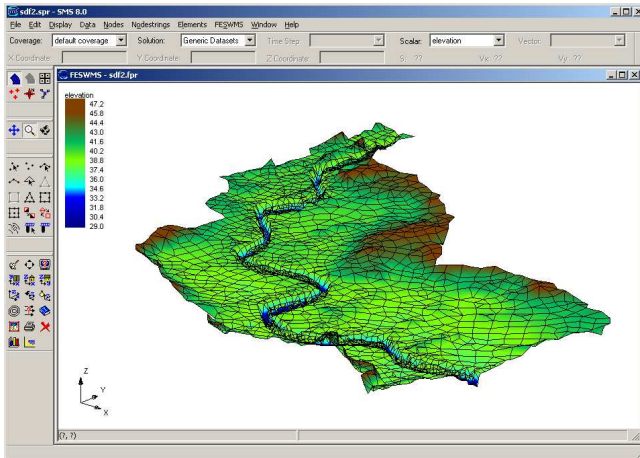 sdf2.spr - SMS 8.0
File Edit Display Data Nodes Nodestrings Elements FESWMS Window Help
Coverage: default coverage Solution: Generic Datasets Time Step: Scalar: elevation Vector:
X Coordinate: Y Coordinate: Z Coordinate: S: ?? Vx: ?? Vy: ??
FESWMS - sdf2.fpr
elevation
47.2
45.8
44.4
43.0
41.6
40.2
38.8
37.4
36.0
34.6
33.2
31.8
30.4
29.0
Z
Y
X
(?, ?)